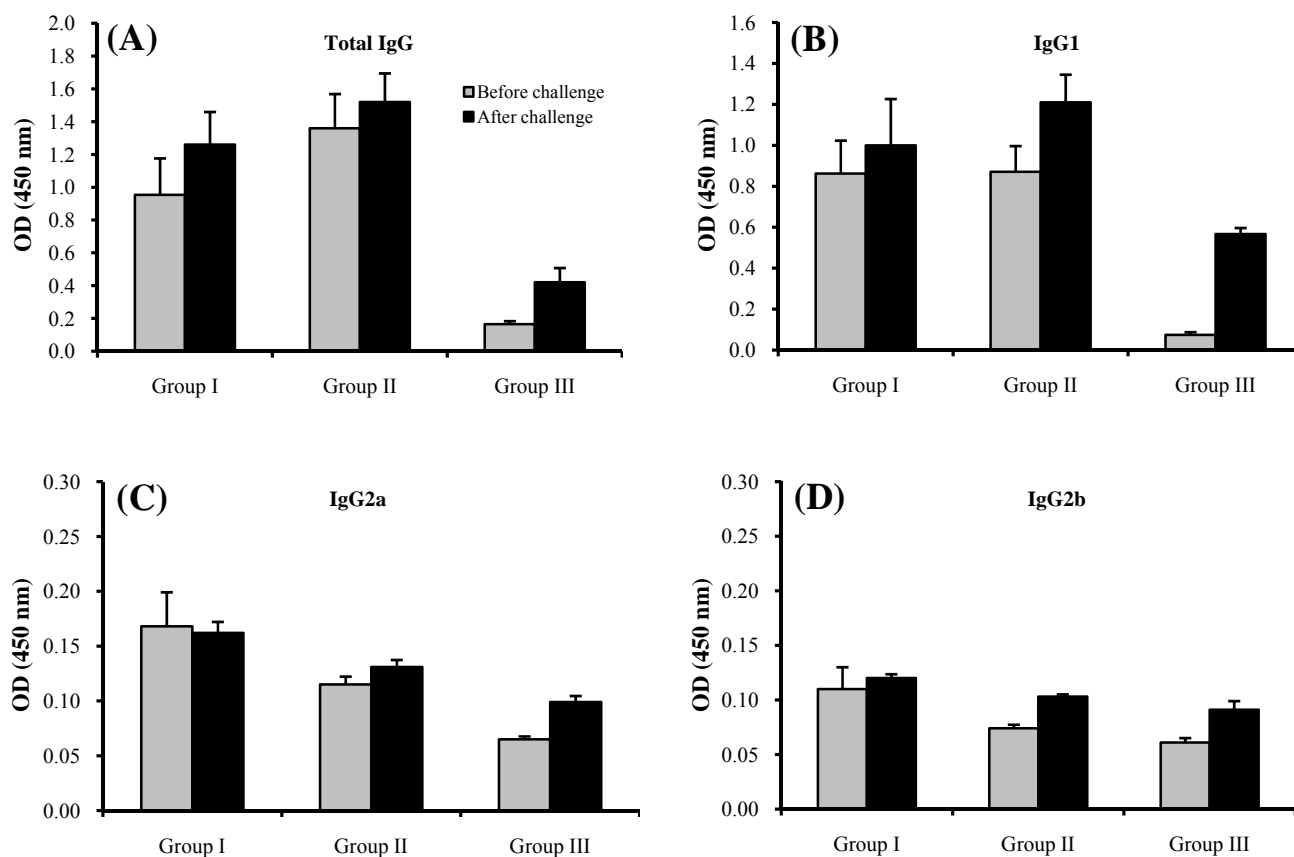 (A)
Total IgG
2.0
1.8
1.6
1.4
1.2
1.0
0.8
0.6
0.4
0.2
0.0
OD (450 nm)
Before challenge
After challenge
Group I
Group II
Group III
(B)
IgG1
1.6
1.4
1.2
1.0
0.8
0.6
0.4
0.2
0.0
OD (450 nm)
Group I
Group II
Group III
(C)
IgG2a
0.30
0.25
0.20
0.15
0.10
0.05
0.00
OD (450 nm)
Group I
Group II
Group III
(D)
IgG2b
0.30
0.25
0.20
0.15
0.10
0.05
0.00
OD (450 nm)
Group I
Group II
Group III